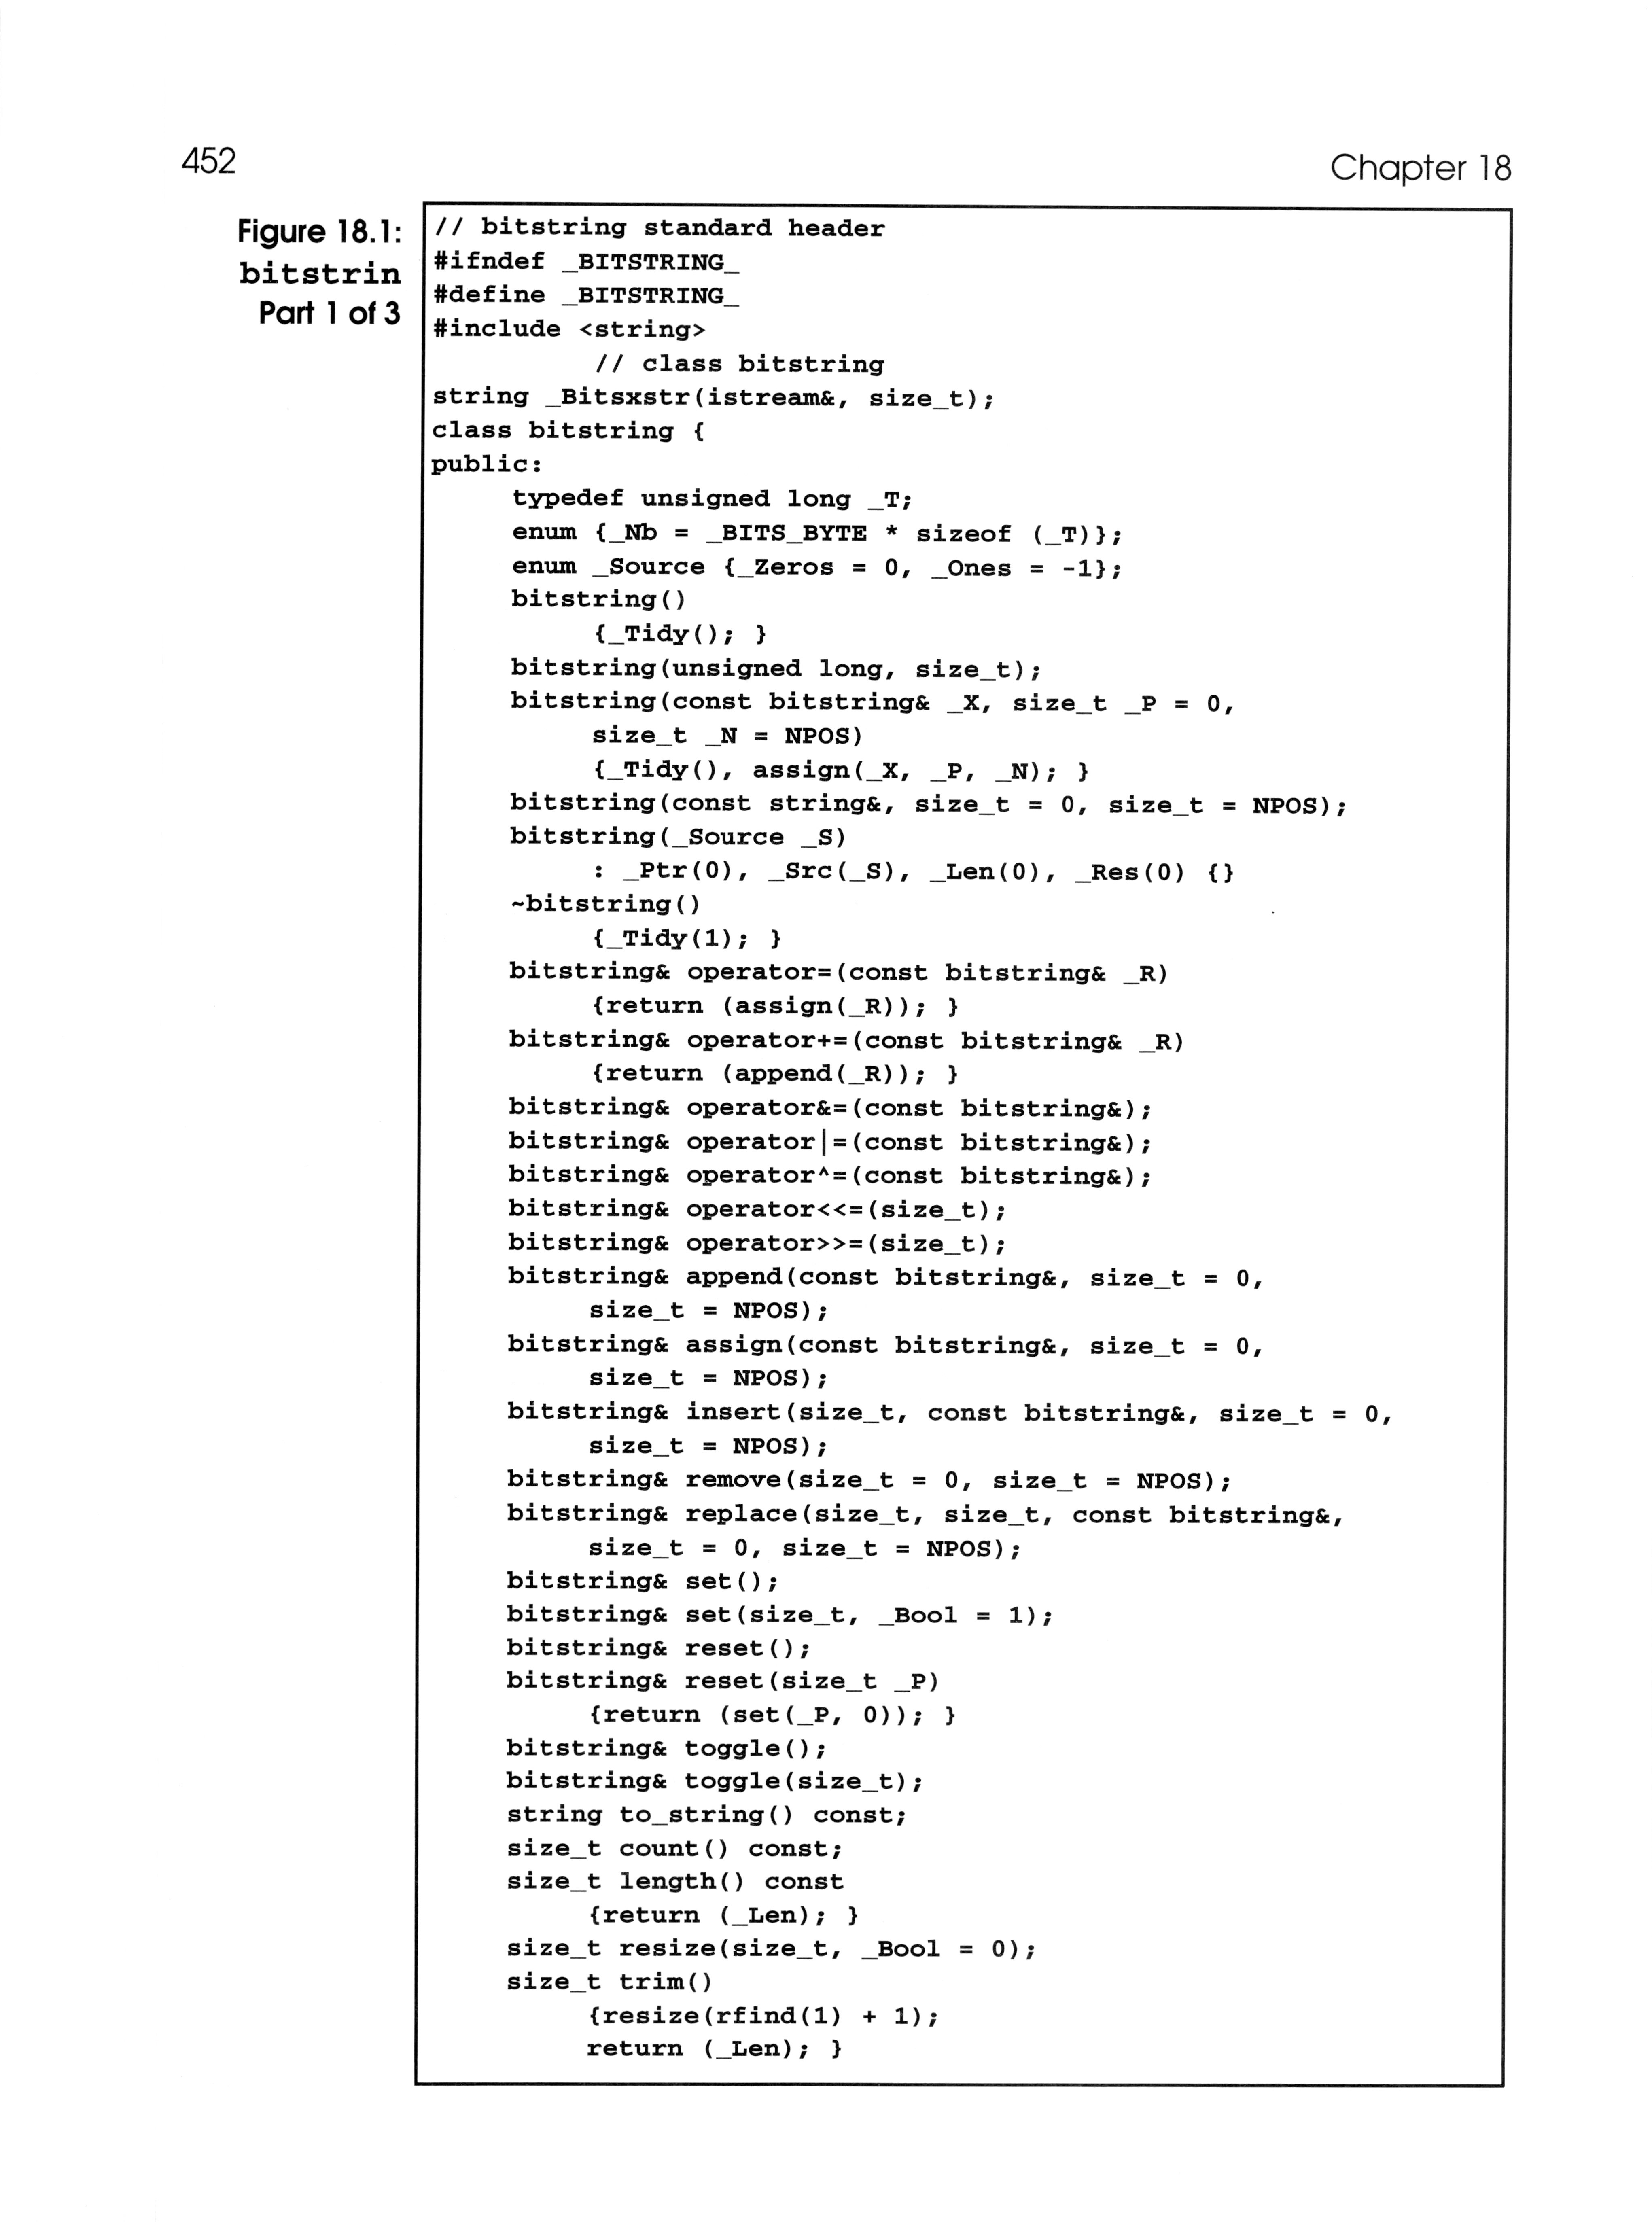 452
Chapter 18
Figure 18.1:
bitstrin
Part 1 of 3
// bitstring standard header
#ifndef _BITSTRING_
#define _BITSTRING_
#include <string>
// class bitstring
string _Bitsxstr(istream&, size_t);
class bitstring {
public:
typedef unsigned long _T;
enum {_Nb = _BITS_BYTE * sizeof (_T)};
enum _Source {_Zeros = 0, _Ones = -1};
bitstring()
{_Tidy(); }
bitstring(unsigned long, size_t);
bitstring(const bitstring& _X, size_t _P = 0,
size_t _N = NPOS)
{_Tidy(), assign(_X, _P, _N); }
bitstring(const string&, size_t = 0, size_t = NPOS);
bitstring(_Source _S)
: _Ptr(0), _Src(_S), _Len(0), _Res(0) {}
~bitstring()
{_Tidy(1); }
bitstring& operator=(const bitstring& _R)
{return (assign(_R)); }
bitstring& operator+=(const bitstring& _R)
{return (append(_R)); }
bitstring& operator&=(const bitstring&);
bitstring& operator|=(const bitstring&);
bitstring& operator^=(const bitstring&);
bitstring& operator<<=(size_t);
bitstring& operator>>=(size_t);
bitstring& append(const bitstring&, size_t = 0,
size_t = NPOS);
bitstring& assign(const bitstring&, size_t = 0,
size_t = NPOS);
bitstring& insert(size_t, const bitstring&, size_t = 0,
size_t = NPOS);
bitstring& remove(size_t = 0, size_t = NPOS);
bitstring& replace(size_t, size_t, const bitstring&,
size_t = 0, size_t = NPOS);
bitstring& set();
bitstring& set(size_t, _Bool = 1);
bitstring& reset();
bitstring& reset(size_t _P)
{return (set(_P, 0)); }
bitstring& toggle();
bitstring& toggle(size_t);
string to_string() const;
size_t count() const;
size_t length() const
{return (_Len); }
size_t resize(size_t, _Bool = 0);
size_t trim()
{resize(rfind(1) + 1);
return (_Len); }